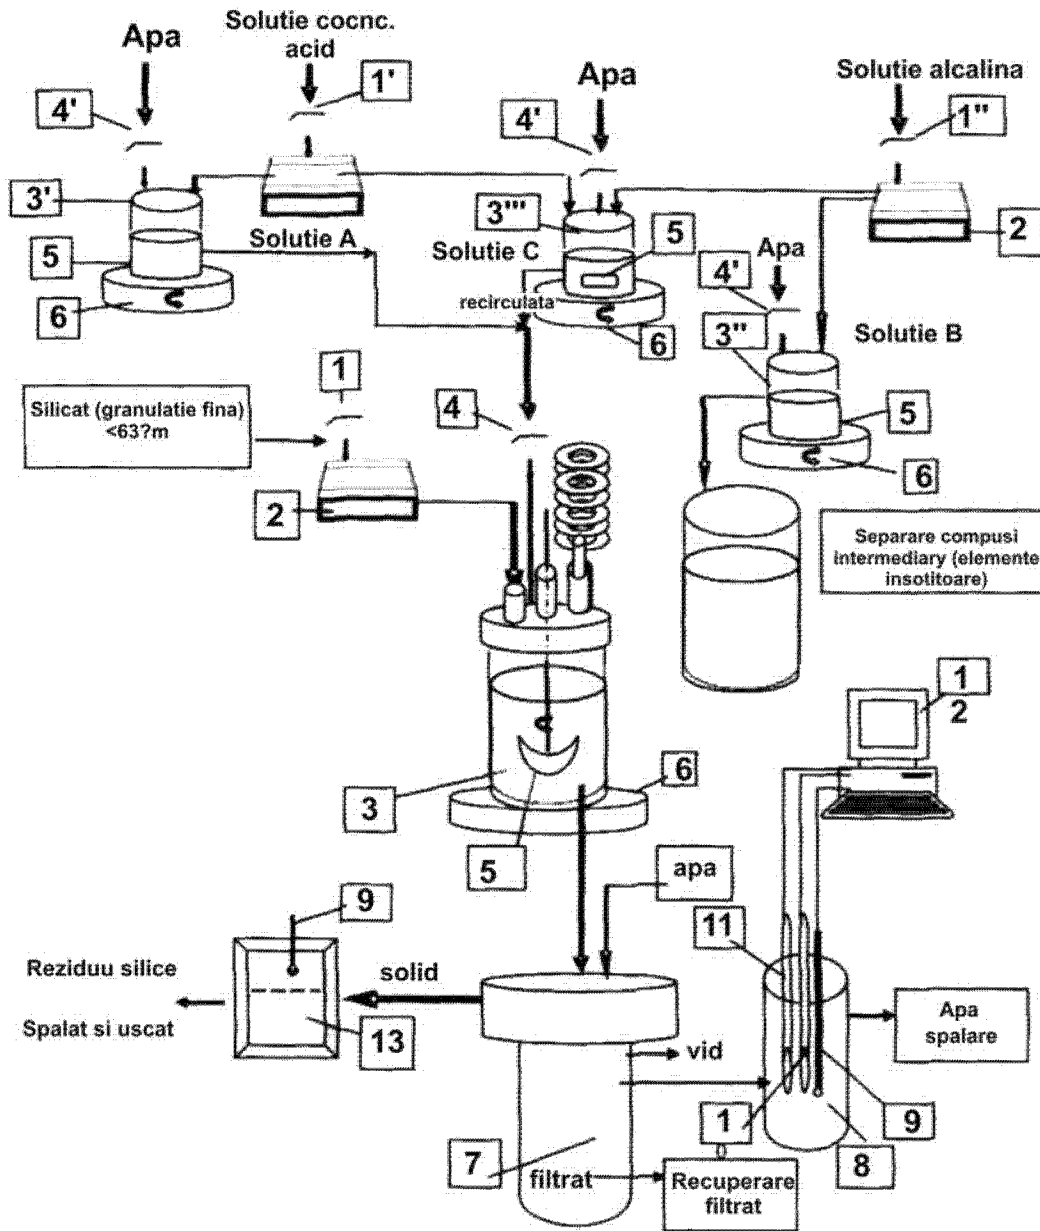 Solutie cocnc.
acid
Apa
Apa
Solutie alcalina
4'
1'
4'
1"
3'
3'''
5
Solutie A
Solutie C
5
2
Apa
4'
6
recirculata
6
3"
Solutie B
1
Silicat (granulatie fina)
<63?m
4
5
6
2
Separare compusi
intermediary (elemente
insotitoare)
1
2
6
3
5
apa
9
11
Reziduu silice
solid
Spalat si uscat
13
Apa
spalare
vid
1
0
9
7
8
filtrat
Recuperare
filtrat